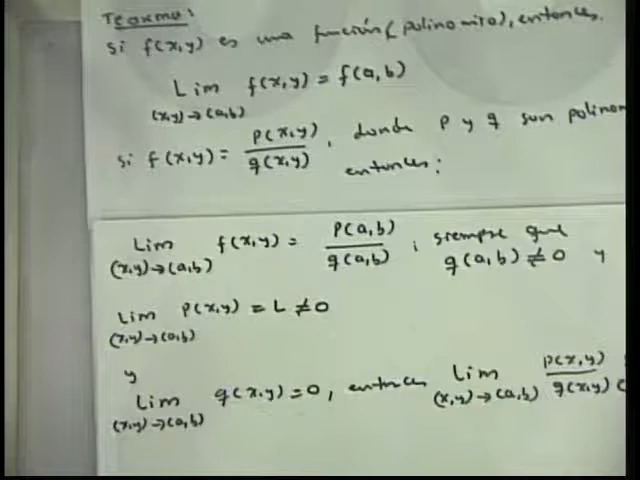 Teorema:
Si f(x,y) es una función (polinomio), entonces.
Lim f(x,y) = f(a,b)
(x,y)→(a,b)
si f(x,y) = p(x,y)/q(x,y), donde p y q son polinom
entonces:
Lim f(x,y) = p(a,b)/q(a,b) ; siempre que
(x,y)→(a,b) q(a,b) ≠ 0 y
Lim p(x,y) = L ≠ 0
(x,y)→(a,b)
y
Lim q(x,y) = 0, entonces Lim p(x,y)/q(x,y)
(x,y)→(a,b) (x,y)→(a,b)